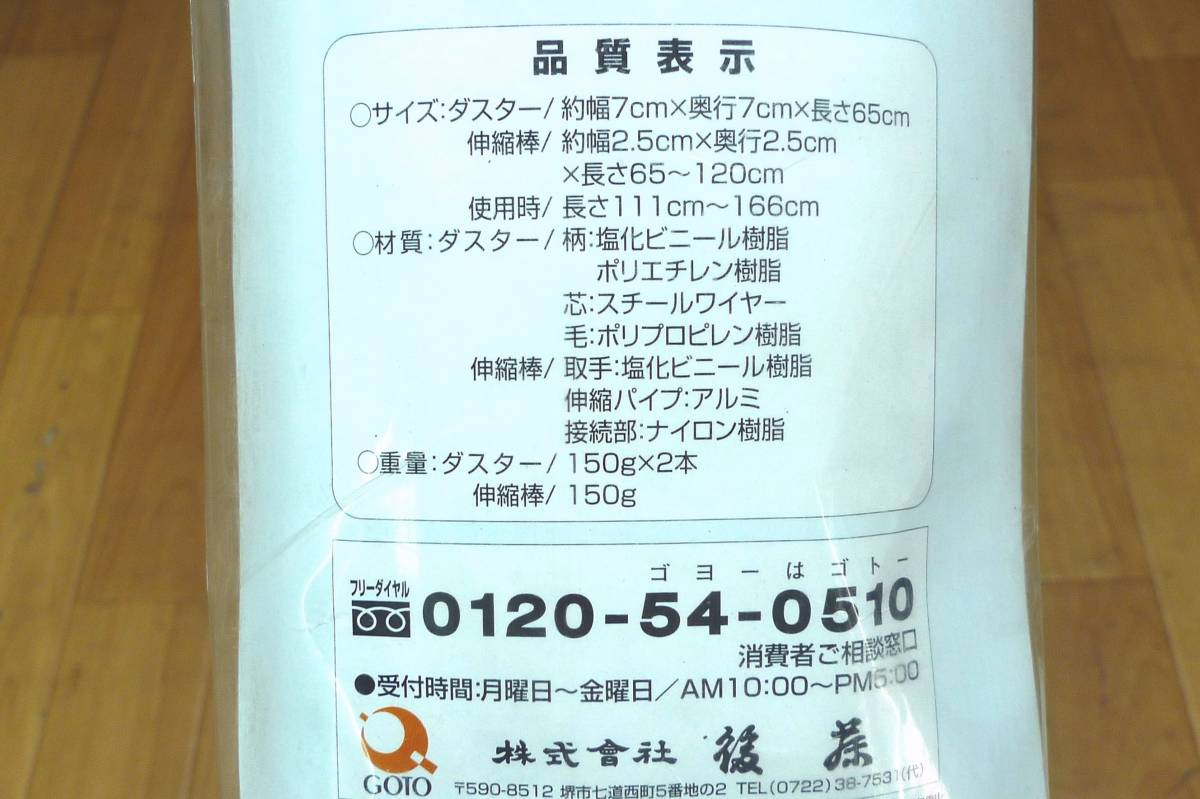 品質表示
○サイズ:ダスター/ 約幅7cm×奥行7cm×長さ65cm
伸縮棒/ 約幅2.5cm×奥行2.5cm
×長さ65〜120cm
使用時/ 長さ111cm〜166cm
○材質:ダスター/ 柄:塩化ビニール樹脂
ポリエチレン樹脂
芯:スチールワイヤー
毛:ポリプロピレン樹脂
伸縮棒/ 取手:塩化ビニール樹脂
伸縮パイプ:アルミ
接続部:ナイロン樹脂
○重量:ダスター/ 150g×2本
伸縮棒/ 150g
ゴヨーはゴトー
フリーダイヤル 0120-54-0510
消費者ご相談窓口
●受付時間:月曜日〜金曜日/AM10:00〜PM5:00
GOTO 株式會社 後藤
〒590-8512 堺市七道西町5番地の2 TEL(0722)38-7531(代)